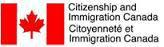 Citizenship and
Immigration Canada
Citoyenneté et
Immigration Canada